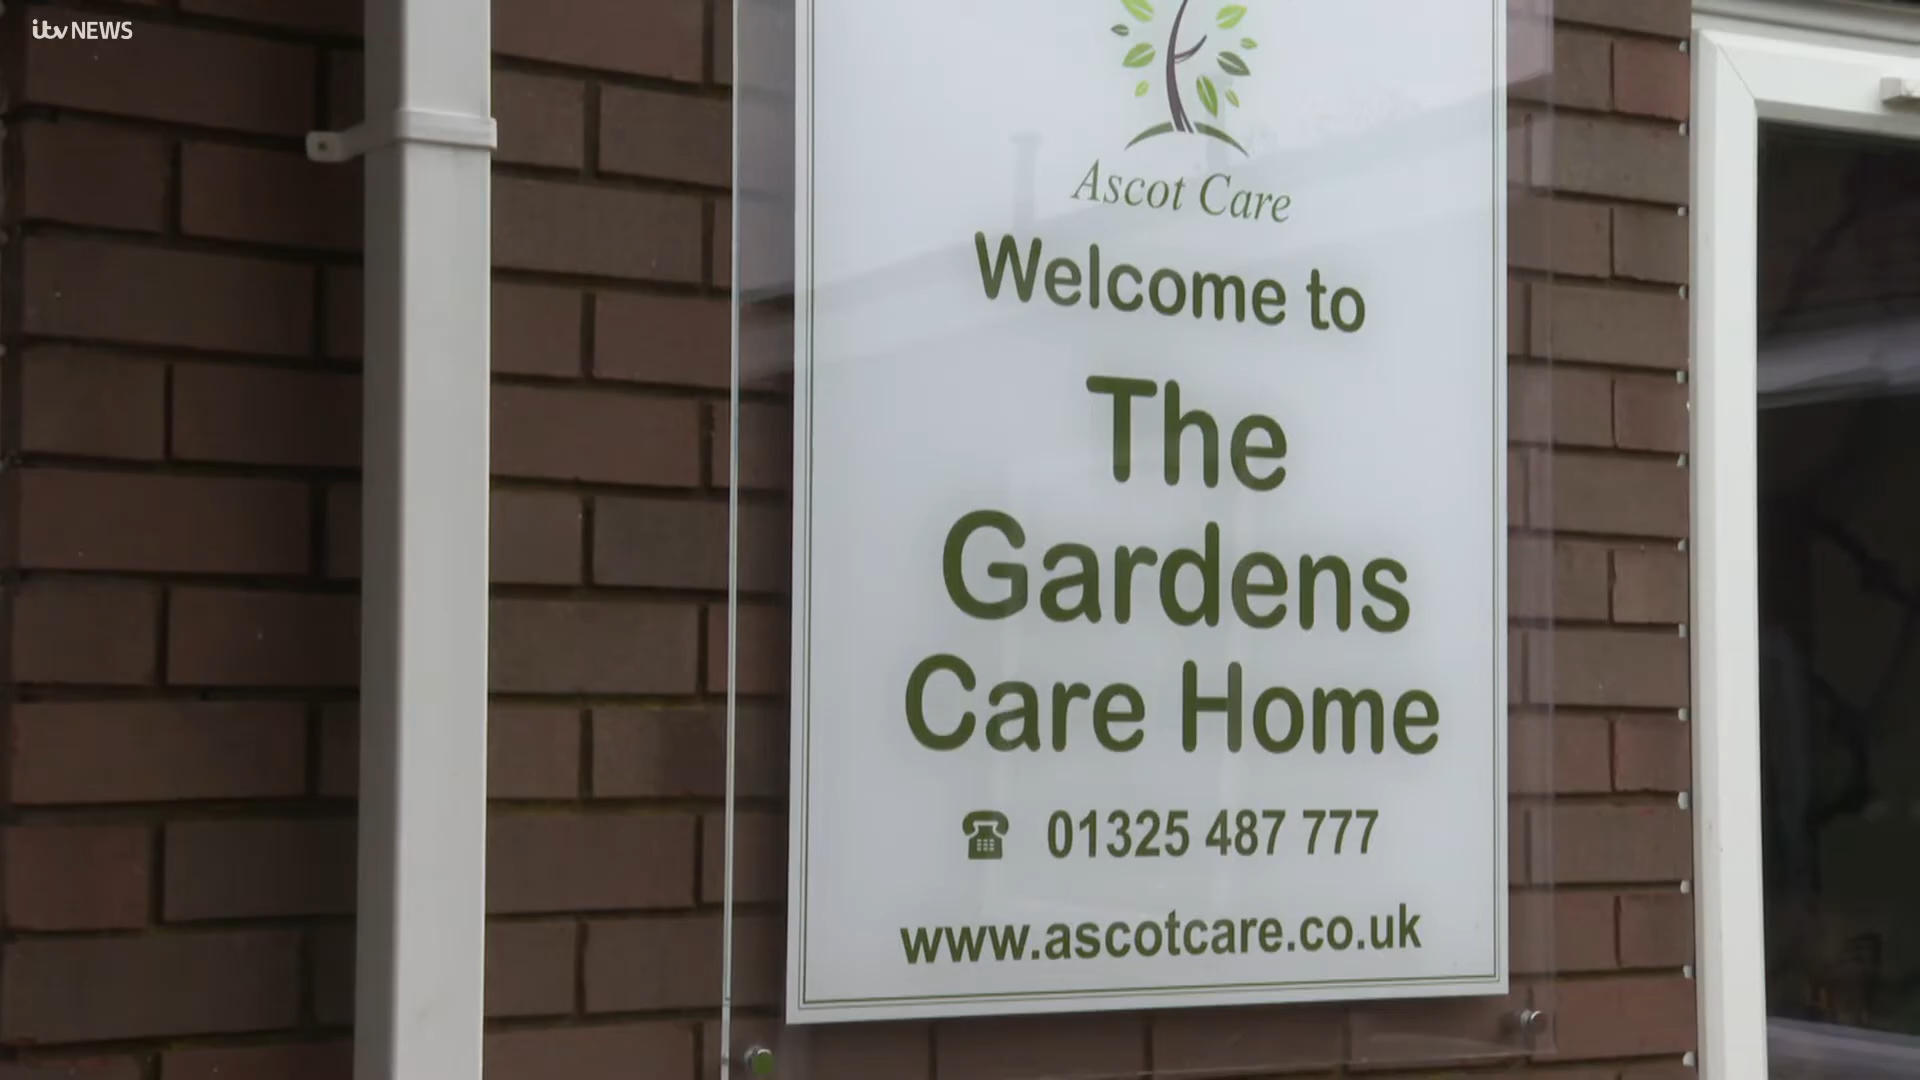 itv NEWS
Ascot Care
Welcome to
The
Gardens
Care Home
01325 487 777
www.ascotcare.co.uk